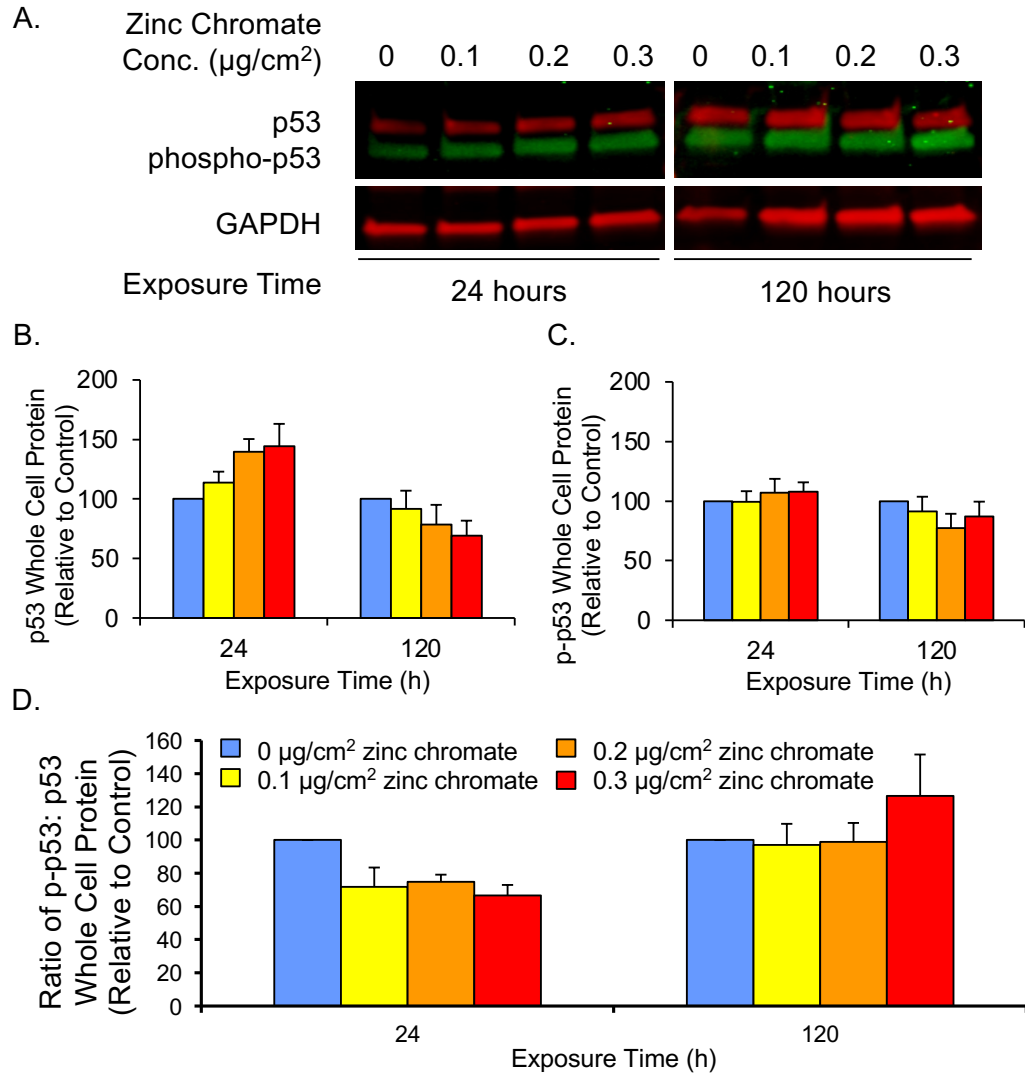 A.
Zinc Chromate
Conc. (µg/cm²) 0 0.1 0.2 0.3 0 0.1 0.2 0.3
p53
phospho-p53
GAPDH
Exposure Time 24 hours 120 hours
B.
p53 Whole Cell Protein
(Relative to Control)
200
150
100
50
0
24 120
Exposure Time (h)
C.
p-p53 Whole Cell Protein
(Relative to Control)
200
150
100
50
0
24 120
Exposure Time (h)
D.
Ratio of p-p53: p53
Whole Cell Protein
(Relative to Control)
160
140
120
100
80
60
40
20
0
0 µg/cm² zinc chromate
0.1 µg/cm² zinc chromate
0.2 µg/cm² zinc chromate
0.3 µg/cm² zinc chromate
24 120
Exposure Time (h)